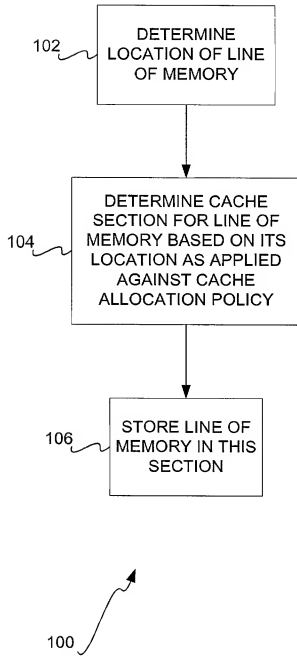 102
DETERMINE
LOCATION OF LINE
OF MEMORY
104
DETERMINE CACHE
SECTION FOR LINE OF
MEMORY BASED ON ITS
LOCATION AS APPLIED
AGAINST CACHE
ALLOCATION POLICY
106
STORE LINE OF
MEMORY IN THIS
SECTION
100